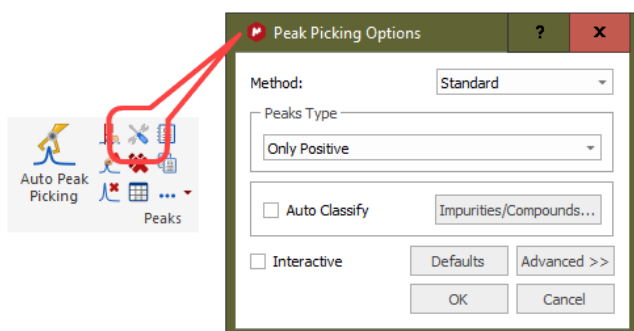 Peak Picking Options
?
x
Method:
Standard
Peaks Type
Only Positive
Auto Classify
Impurities/Compounds...
Interactive
Defaults
Advanced >>
OK
Cancel
Auto Peak
Picking
...
Peaks